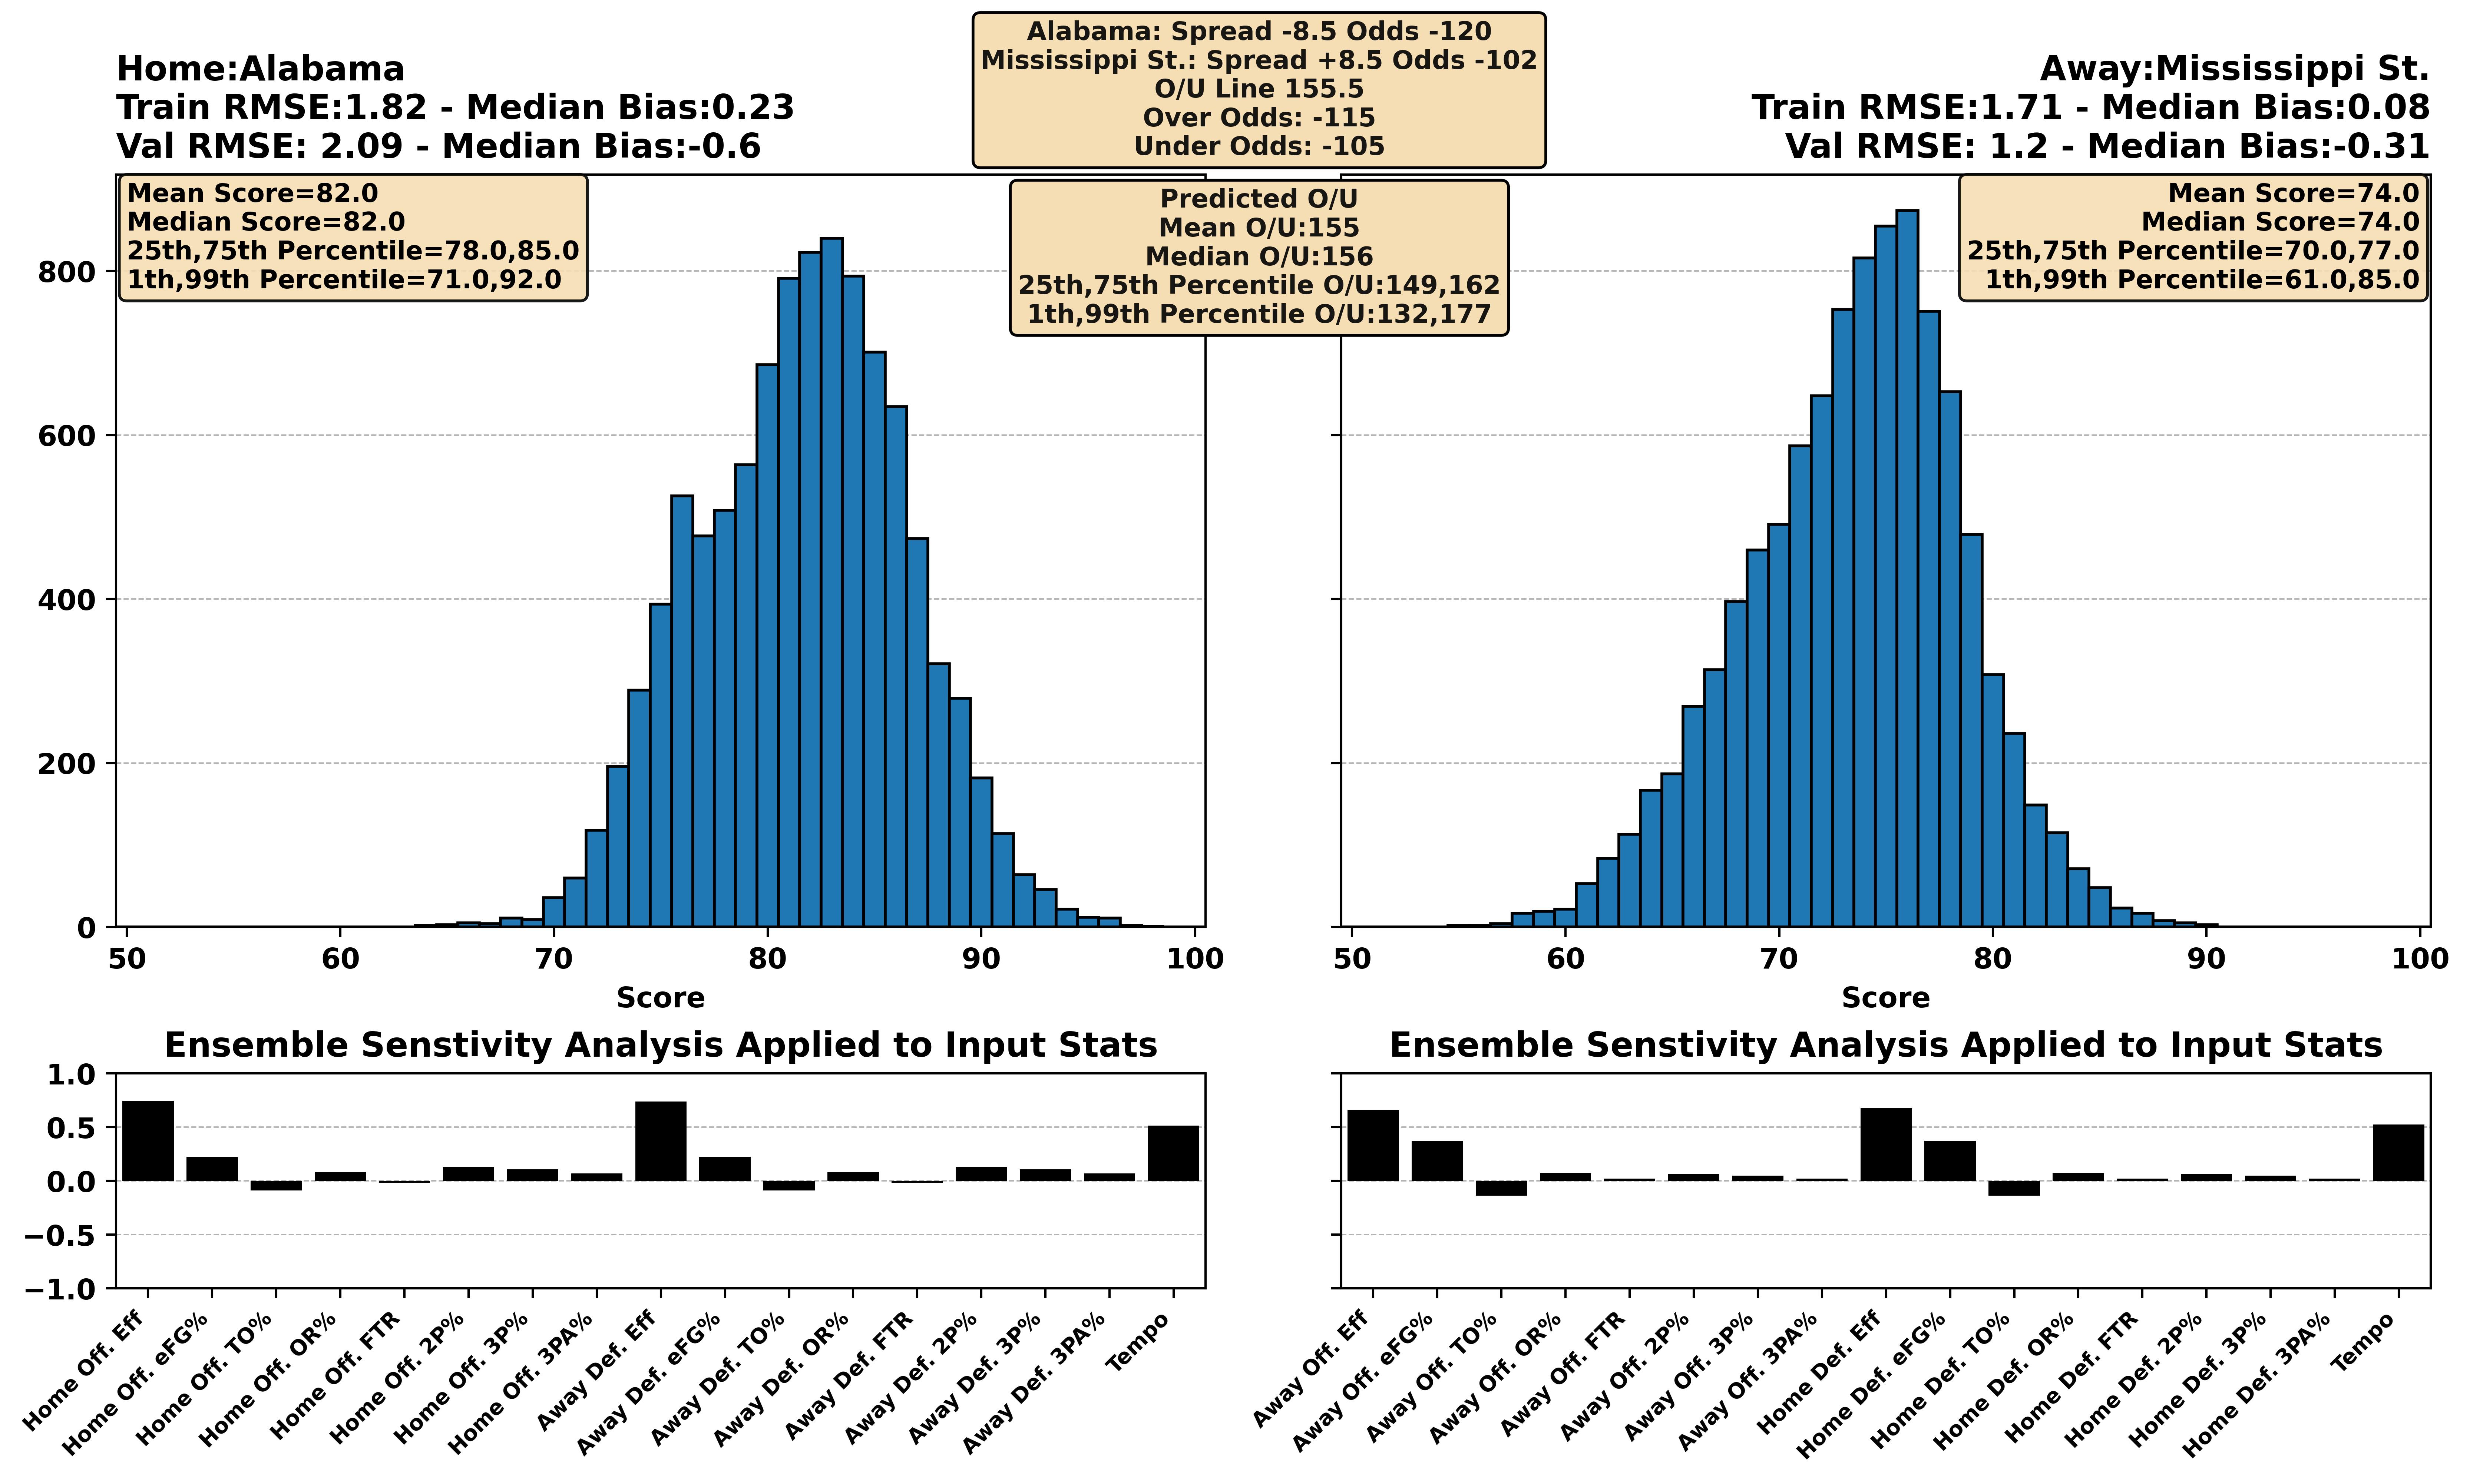 Alabama: Spread -8.5 Odds -120
Mississippi St.: Spread +8.5 Odds -102
O/U Line 155.5
Over Odds: -115
Under Odds: -105
Home:Alabama
Train RMSE:1.82 - Median Bias:0.23
Val RMSE: 2.09 - Median Bias:-0.6
Away:Mississippi St.
Train RMSE:1.71 - Median Bias:0.08
Val RMSE: 1.2 - Median Bias:-0.31
Mean Score=82.0
Median Score=82.0
25th,75th Percentile=78.0,85.0
1th,99th Percentile=71.0,92.0
Predicted O/U
Mean O/U:155
Median O/U:156
25th,75th Percentile O/U:149,162
1th,99th Percentile O/U:132,177
Mean Score=74.0
Median Score=74.0
25th,75th Percentile=70.0,77.0
1th,99th Percentile=61.0,85.0
800
600
400
200
0
50 60 70 80 90 100
Score
50 60 70 80 90 100
Score
Ensemble Senstivity Analysis Applied to Input Stats
1.0
0.5
0.0
−0.5
−1.0
Home Off. Eff
Home Off. eFG%
Home Off. TO%
Home Off. OR%
Home Off. FTR
Home Off. 2P%
Home Off. 3P%
Home Off. 3PA%
Away Def. Eff
Away Def. eFG%
Away Def. TO%
Away Def. OR%
Away Def. FTR
Away Def. 2P%
Away Def. 3P%
Away Def. 3PA%
Tempo
Ensemble Senstivity Analysis Applied to Input Stats
Away Off. Eff
Away Off. eFG%
Away Off. TO%
Away Off. OR%
Away Off. FTR
Away Off. 2P%
Away Off. 3P%
Away Off. 3PA%
Home Def. Eff
Home Def. eFG%
Home Def. TO%
Home Def. OR%
Home Def. FTR
Home Def. 2P%
Home Def. 3P%
Home Def. 3PA%
Tempo